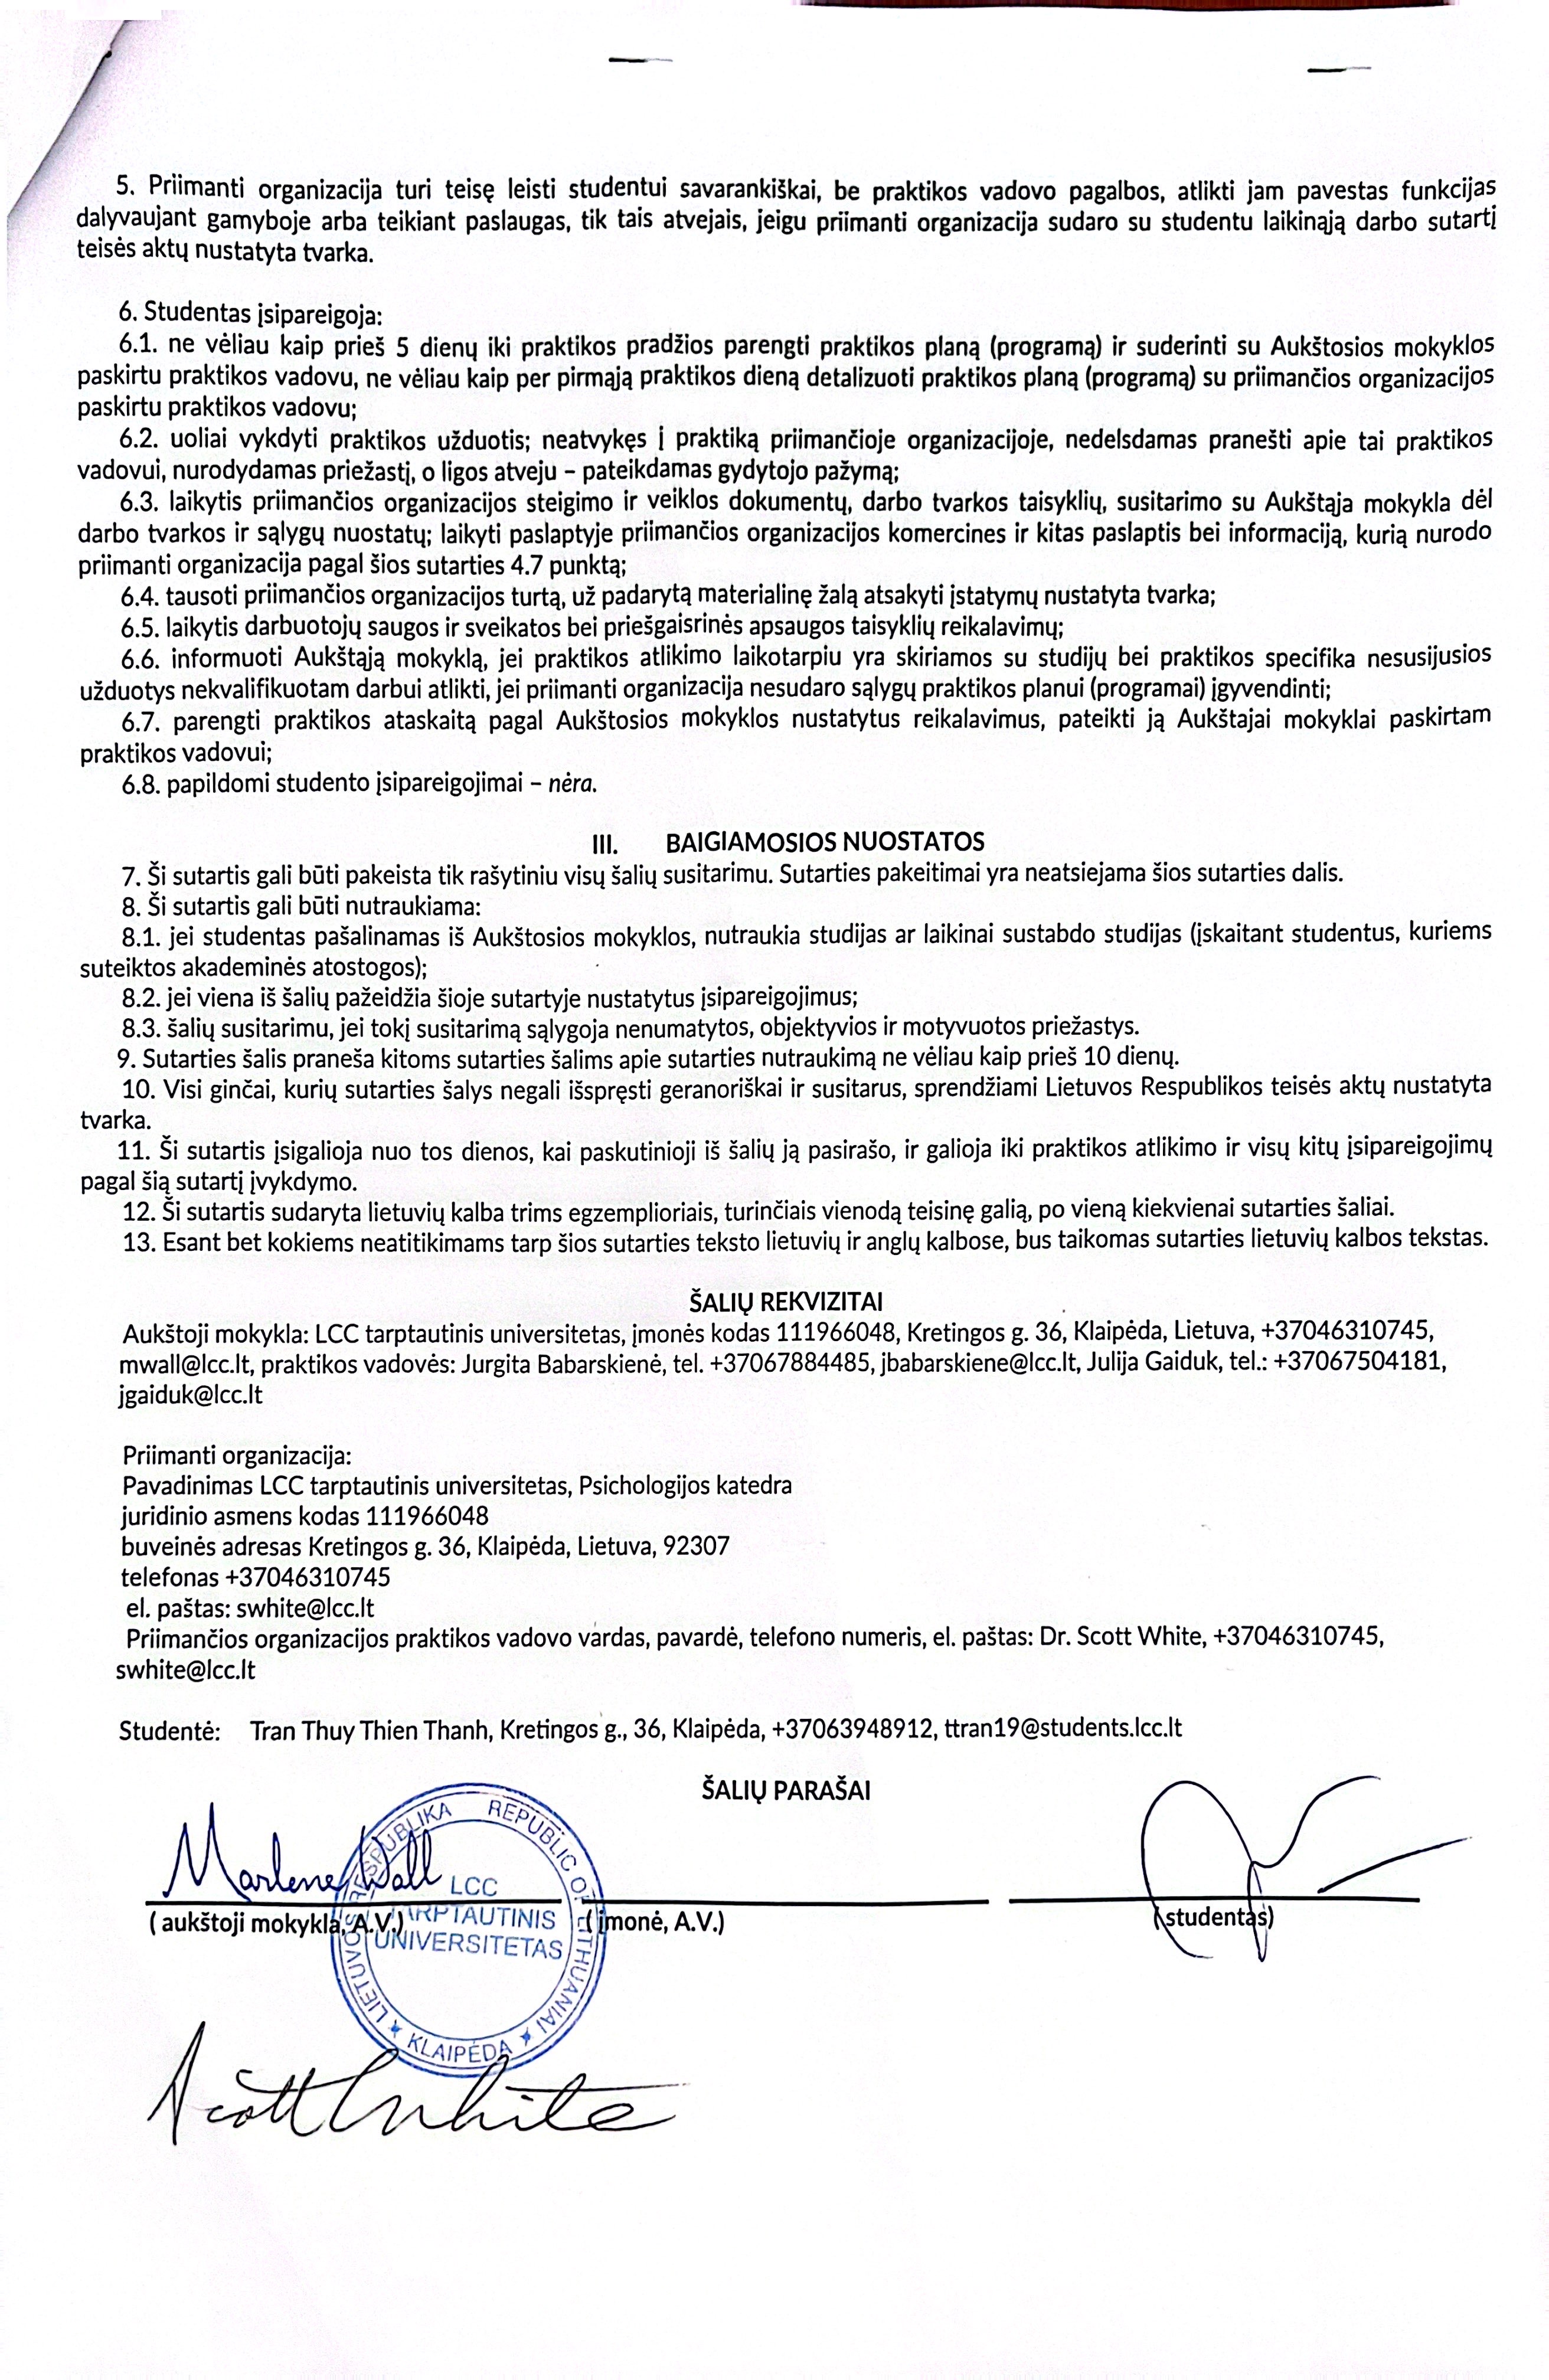 5. Priimanti organizacija turi teisę leisti studentui savarankiškai, be praktikos vadovo pagalbos, atlikti jam pavestas funkcijas
dalyvaujant gamyboje arba teikiant paslaugas, tik tais atvejais, jeigu priimanti organizacija sudaro su studentu laikinąją darbo sutartį
teisės aktų nustatyta tvarka.
6. Studentas įsipareigoja:
6.1. ne vėliau kaip prieš 5 dienų iki praktikos pradžios parengti praktikos planą (programą) ir suderinti su Aukštosios mokyklos
paskirtu praktikos vadovu, ne vėliau kaip per pirmąją praktikos dieną detalizuoti praktikos planą (programą) su priimančios organizacijos
paskirtu praktikos vadovu;
6.2. uoliai vykdyti praktikos užduotis; neatvykęs į praktiką priimančioje organizacijoje, nedelsdamas pranešti apie tai praktikos
vadovui, nurodydamas priežastį, o ligos atveju – pateikdamas gydytojo pažymą;
6.3. laikytis priimančios organizacijos steigimo ir veiklos dokumentų, darbo tvarkos taisyklių, susitarimo su Aukštąja mokykla dėl
darbo tvarkos ir sąlygų nuostatų; laikyti paslaptyje priimančios organizacijos komercines ir kitas paslaptis bei informaciją, kurią nurodo
priimanti organizacija pagal šios sutarties 4.7 punktą;
6.4. tausoti priimančios organizacijos turtą, už padarytą materialinę žalą atsakyti įstatymų nustatyta tvarka;
6.5. laikytis darbuotojų saugos ir sveikatos bei priešgaisrinės apsaugos taisyklių reikalavimų;
6.6. informuoti Aukštąją mokyklą, jei praktikos atlikimo laikotarpiu yra skiriamos su studijų bei praktikos specifika nesusijusios
užduotys nekvalifikuotam darbui atlikti, jei priimanti organizacija nesudaro sąlygų praktikos planui (programai) įgyvendinti;
6.7. parengti praktikos ataskaitą pagal Aukštosios mokyklos nustatytus reikalavimus, pateikti ją Aukštajai mokyklai paskirtam
praktikos vadovui;
6.8. papildomi studento įsipareigojimai – nėra.
III. BAIGIAMOSIOS NUOSTATOS
7. Ši sutartis gali būti pakeista tik rašytiniu visų šalių susitarimu. Sutarties pakeitimai yra neatsiejama šios sutarties dalis.
8. Ši sutartis gali būti nutraukiama:
8.1. jei studentas pašalinamas iš Aukštosios mokyklos, nutraukia studijas ar laikinai sustabdo studijas (įskaitant studentus, kuriems
suteiktos akademinės atostogos);
8.2. jei viena iš šalių pažeidžia šioje sutartyje nustatytus įsipareigojimus;
8.3. šalių susitarimu, jei tokį susitarimą sąlygoja nenumatytos, objektyvios ir motyvuotos priežastys.
9. Sutarties šalis praneša kitoms sutarties šalims apie sutarties nutraukimą ne vėliau kaip prieš 10 dienų.
10. Visi ginčai, kurių sutarties šalys negali išspręsti geranoriškai ir susitarus, sprendžiami Lietuvos Respublikos teisės aktų nustatyta
tvarka.
11. Ši sutartis įsigalioja nuo tos dienos, kai paskutinioji iš šalių ją pasirašo, ir galioja iki praktikos atlikimo ir visų kitų įsipareigojimų
pagal šią sutartį įvykdymo.
12. Ši sutartis sudaryta lietuvių kalba trims egzemplioriais, turinčiais vienodą teisinę galią, po vieną kiekvienai sutarties šaliai.
13. Esant bet kokiems neatitikimams tarp šios sutarties teksto lietuvių ir anglų kalbose, bus taikomas sutarties lietuvių kalbos tekstas.
ŠALIŲ REKVIZITAI
Aukštoji mokykla: LCC tarptautinis universitetas, įmonės kodas 111966048, Kretingos g. 36, Klaipėda, Lietuva, +37046310745,
mwall@lcc.lt, praktikos vadovės: Jurgita Babarskienė, tel. +37067884485, jbabarskiene@lcc.lt, Julija Gaiduk, tel.: +37067504181,
jgaiduk@lcc.lt
Priimanti organizacija:
Pavadinimas LCC tarptautinis universitetas, Psichologijos katedra
juridinio asmens kodas 111966048
buveinės adresas Kretingos g. 36, Klaipėda, Lietuva, 92307
telefonas +37046310745
el. paštas: swhite@lcc.lt
Priimančios organizacijos praktikos vadovo vardas, pavardė, telefono numeris, el. paštas: Dr. Scott White, +37046310745,
swhite@lcc.lt
Studentė: Tran Thuy Thien Thanh, Kretingos g., 36, Klaipėda, +37063948912, ttran19@students.lcc.lt
ŠALIŲ PARAŠAI
Marlene Wall
LIETUVOS RESPUBLIKA REPUBLIC OF LITHUANIA
LCC
TARPTAUTINIS
UNIVERSITETAS
KLAIPĖDA
( aukštoji mokykla, A.V.) ( įmonė, A.V.) (studentas)
Scott White